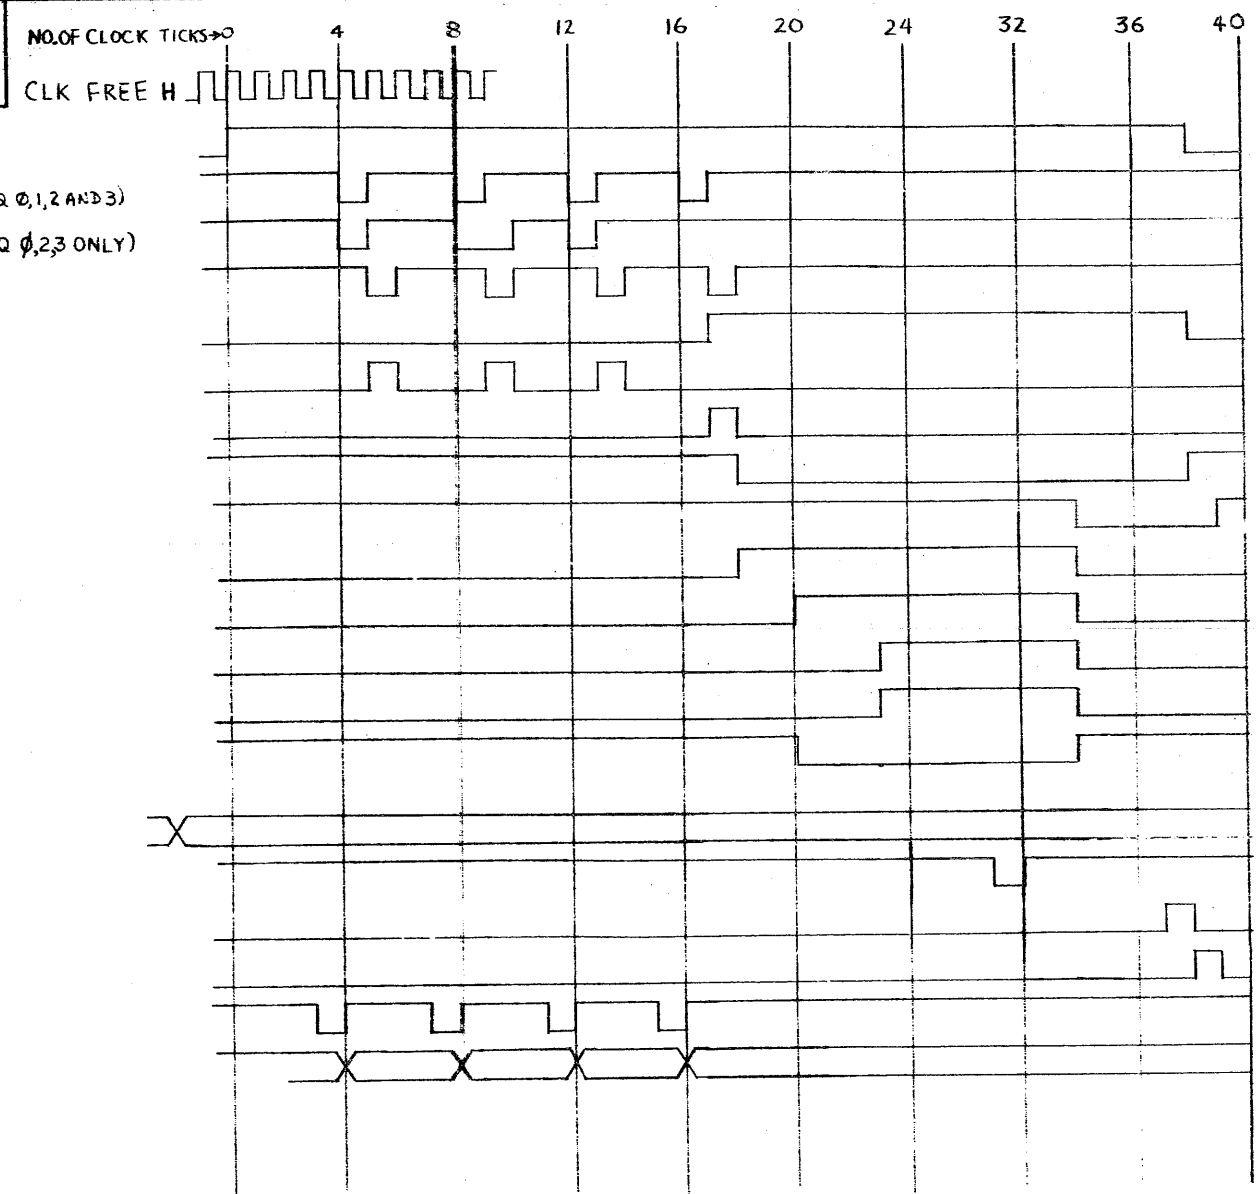 NO. OF CLOCK TICKS→0 4 8 12 16 20 24 32 36 40
CLK FREE H
Q Ø,1,2 AND 3)
Q Ø,2,3 ONLY)